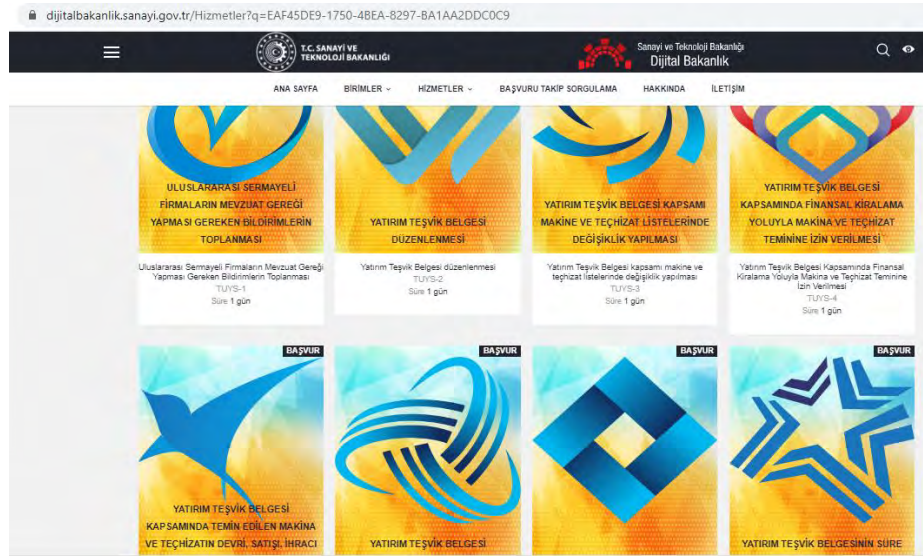 dijitalbakanlik.sanayi.gov.tr/Hizmetler?q=EAF45DE9-1750-4BEA-8297-BA1AA2DDC0C9
T.C. SANAYİ VE
TEKNOLOJİ BAKANLIĞI
Sanayi ve Teknoloji Bakanlığı
Dijital Bakanlık
ANA SAYFA BİRİMLER HİZMETLER BAŞVURU TAKİP SORGULAMA HAKKINDA İLETİŞİM
ULUSLARARASI SERMAYELİ
FİRMALARIN MEVZUAT GEREĞİ
YAPMASI GEREKEN BİLDİRİMLERİN
TOPLANMASI
YATIRIM TEŞVİK BELGESİ
DÜZENLENMESİ
YATIRIM TEŞVİK BELGESİ KAPSAMI
MAKİNE VE TEÇHİZAT LİSTELERİNDE
DEĞİŞİKLİK YAPILMASI
YATIRIM TEŞVİK BELGESİ
KAPSAMINDA FİNANSAL KİRALAMA
YOLUYLA MAKİNA VE TEÇHİZAT
TEMİNİNE İZİN VERİLMESİ
Uluslararası Sermayeli Firmaların Mevzuat Gereği
Yapması Gereken Bildirimlerin Toplanması
TUYS-1
Süre 1 gün
Yatırım Teşvik Belgesi düzenlenmesi
TUYS-2
Süre 1 gün
Yatırım Teşvik Belgesi kapsamı makine ve
teçhizat listelerinde değişiklik yapılması
TUYS-3
Süre 1 gün
Yatırım Teşvik Belgesi Kapsamında Finansal
Kiralama Yoluyla Makina ve Teçhizat Teminine
İzin Verilmesi
TUYS-4
Süre 1 gün
BAŞVUR
YATIRIM TEŞVİK BELGESİ
KAPSAMINDA TEMİN EDİLEN MAKİNA
VE TEÇHİZATIN DEVRİ, SATIŞI, İHRACI
BAŞVUR
YATIRIM TEŞVİK BELGESİ
BAŞVUR
BAŞVUR
YATIRIM TEŞVİK BELGESİNİN SÜRE